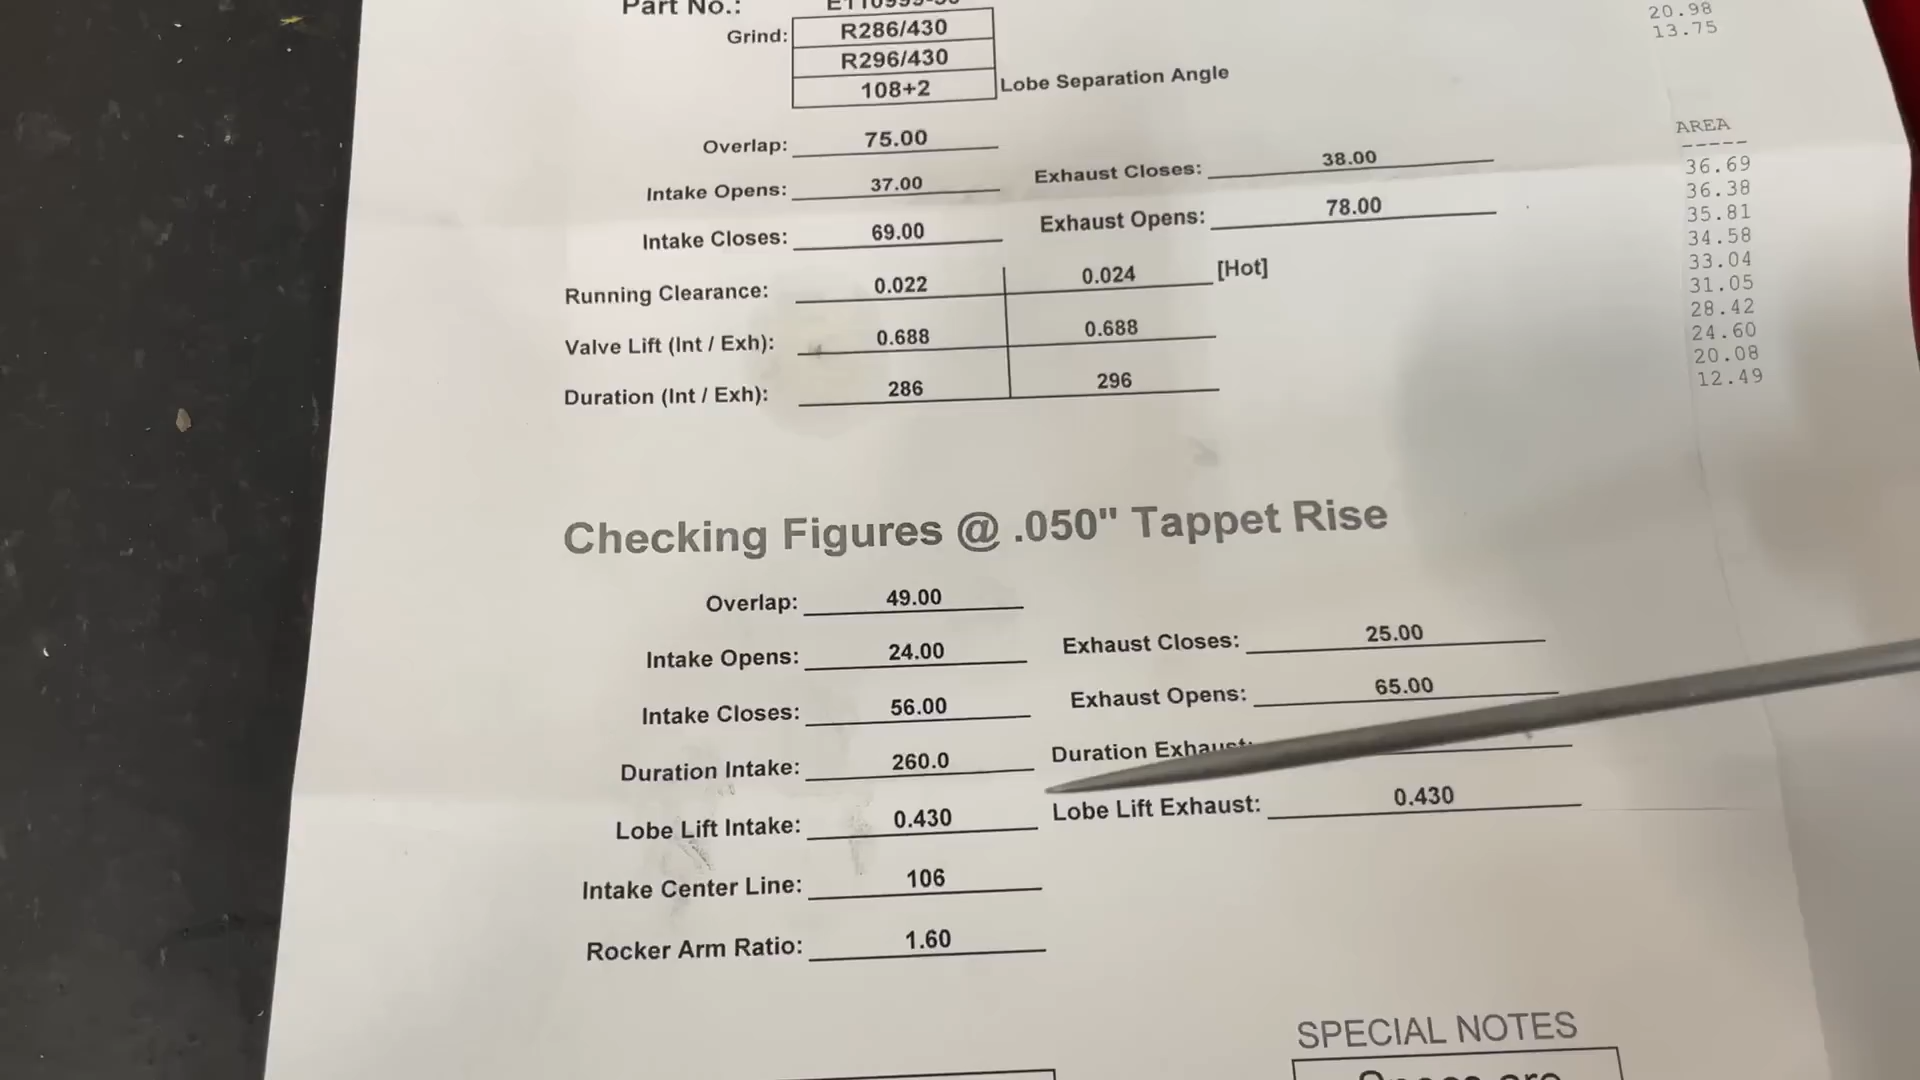 Part No.:
Grind: R286/430
R296/430
108+2 Lobe Separation Angle
Overlap: 75.00
Intake Opens: 37.00 Exhaust Closes: 38.00
Intake Closes: 69.00 Exhaust Opens: 78.00
Running Clearance: 0.022 0.024 [Hot]
Valve Lift (Int / Exh): 0.688 0.688
Duration (Int / Exh): 286 296
Checking Figures @ .050" Tappet Rise
Overlap: 49.00
Intake Opens: 24.00 Exhaust Closes: 25.00
Intake Closes: 56.00 Exhaust Opens: 65.00
Duration Intake: 260.0 Duration Exhaust:
Lobe Lift Intake: 0.430 Lobe Lift Exhaust: 0.430
Intake Center Line: 106
Rocker Arm Ratio: 1.60
SPECIAL NOTES
20.98
13.75
AREA
-----
36.69
36.38
35.81
34.58
33.04
31.05
28.42
24.60
20.08
12.49